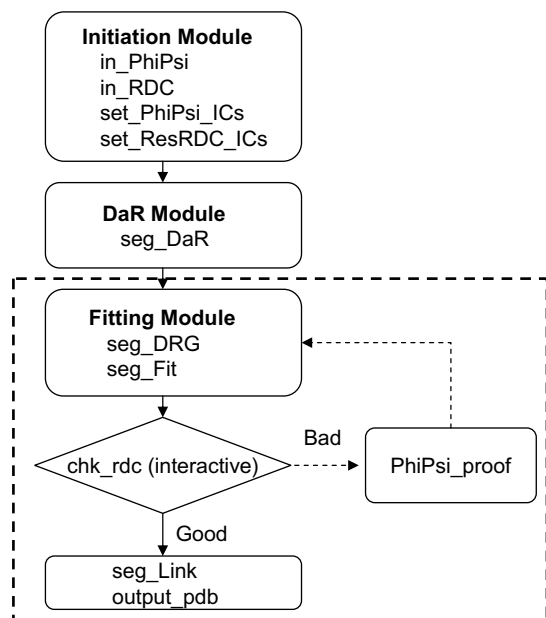 Initiation Module
in_PhiPsi
in_RDC
set_PhiPsi_ICs
set_ResRDC_ICs
DaR Module
seg_DaR
Fitting Module
seg_DRG
seg_Fit
chk_rdc (interactive)
Bad
PhiPsi_proof
Good
seg_Link
output_pdb